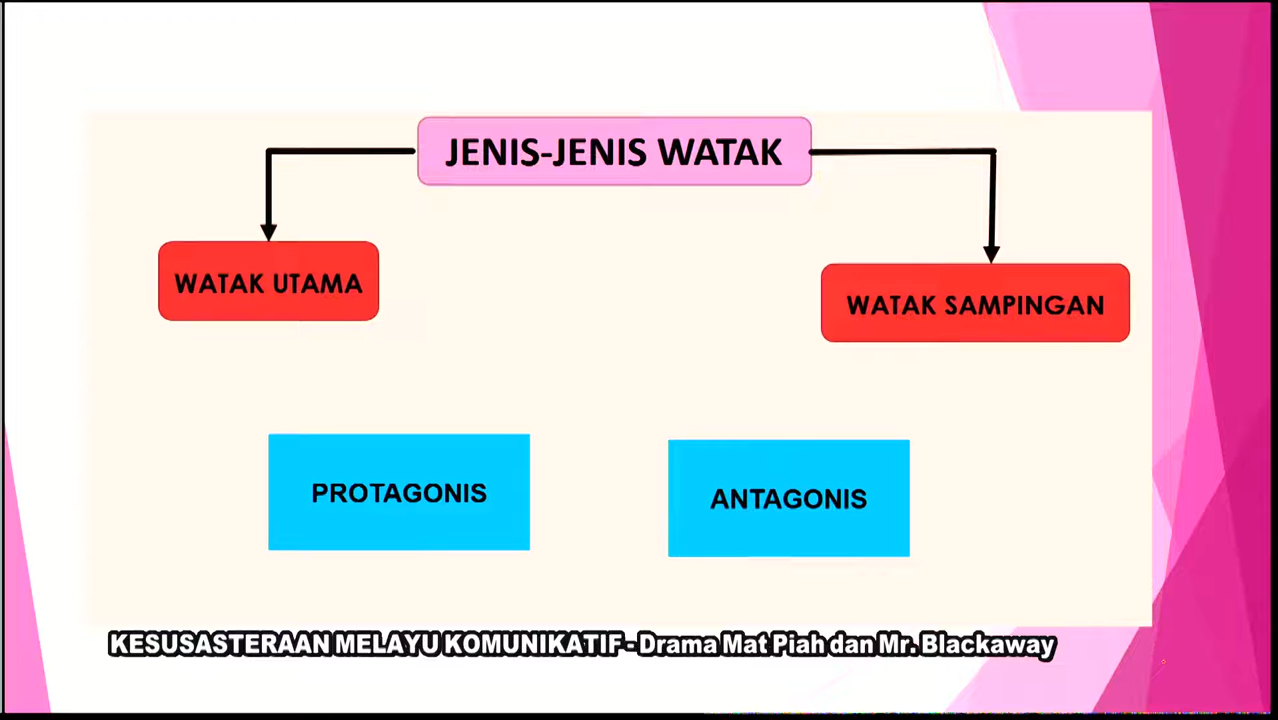 JENIS-JENIS WATAK
WATAK UTAMA
WATAK SAMPINGAN
PROTAGONIS
ANTAGONIS
KESUSASTERAAN MELAYU KOMUNIKATIF - Drama Mat Piah dan Mr. Blackaway